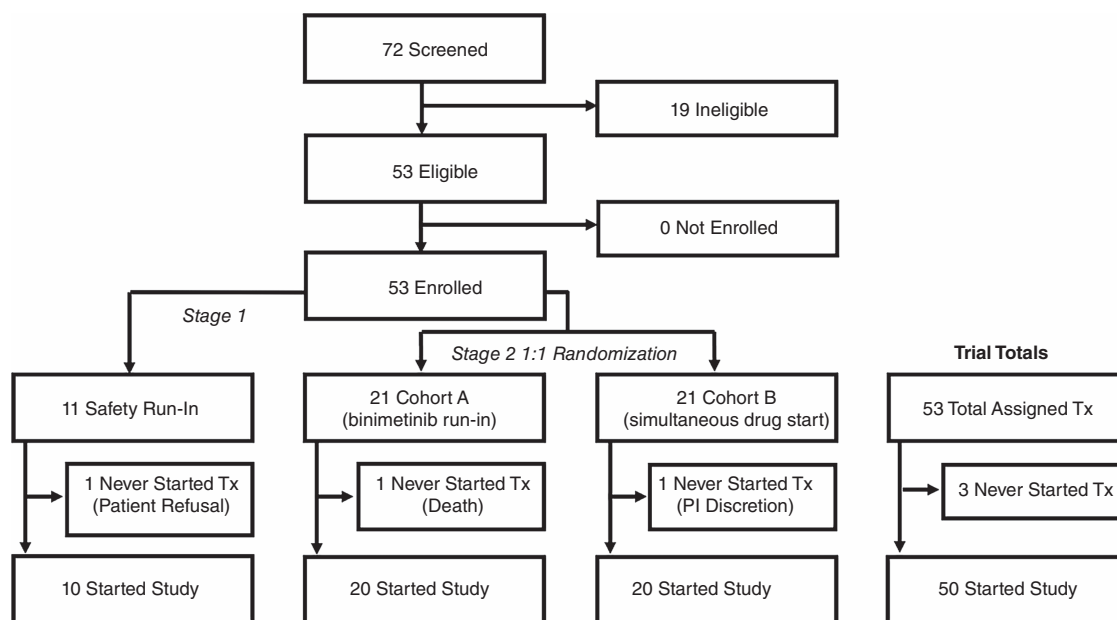 72 Screened
19 Ineligible
53 Eligible
0 Not Enrolled
53 Enrolled
Stage 1
Stage 2 1:1 Randomization
Trial Totals
11 Safety Run-In
21 Cohort A
(binimetinib run-in)
21 Cohort B
(simultaneous drug start)
53 Total Assigned Tx
1 Never Started Tx
(Patient Refusal)
1 Never Started Tx
(Death)
1 Never Started Tx
(PI Discretion)
3 Never Started Tx
10 Started Study
20 Started Study
20 Started Study
50 Started Study